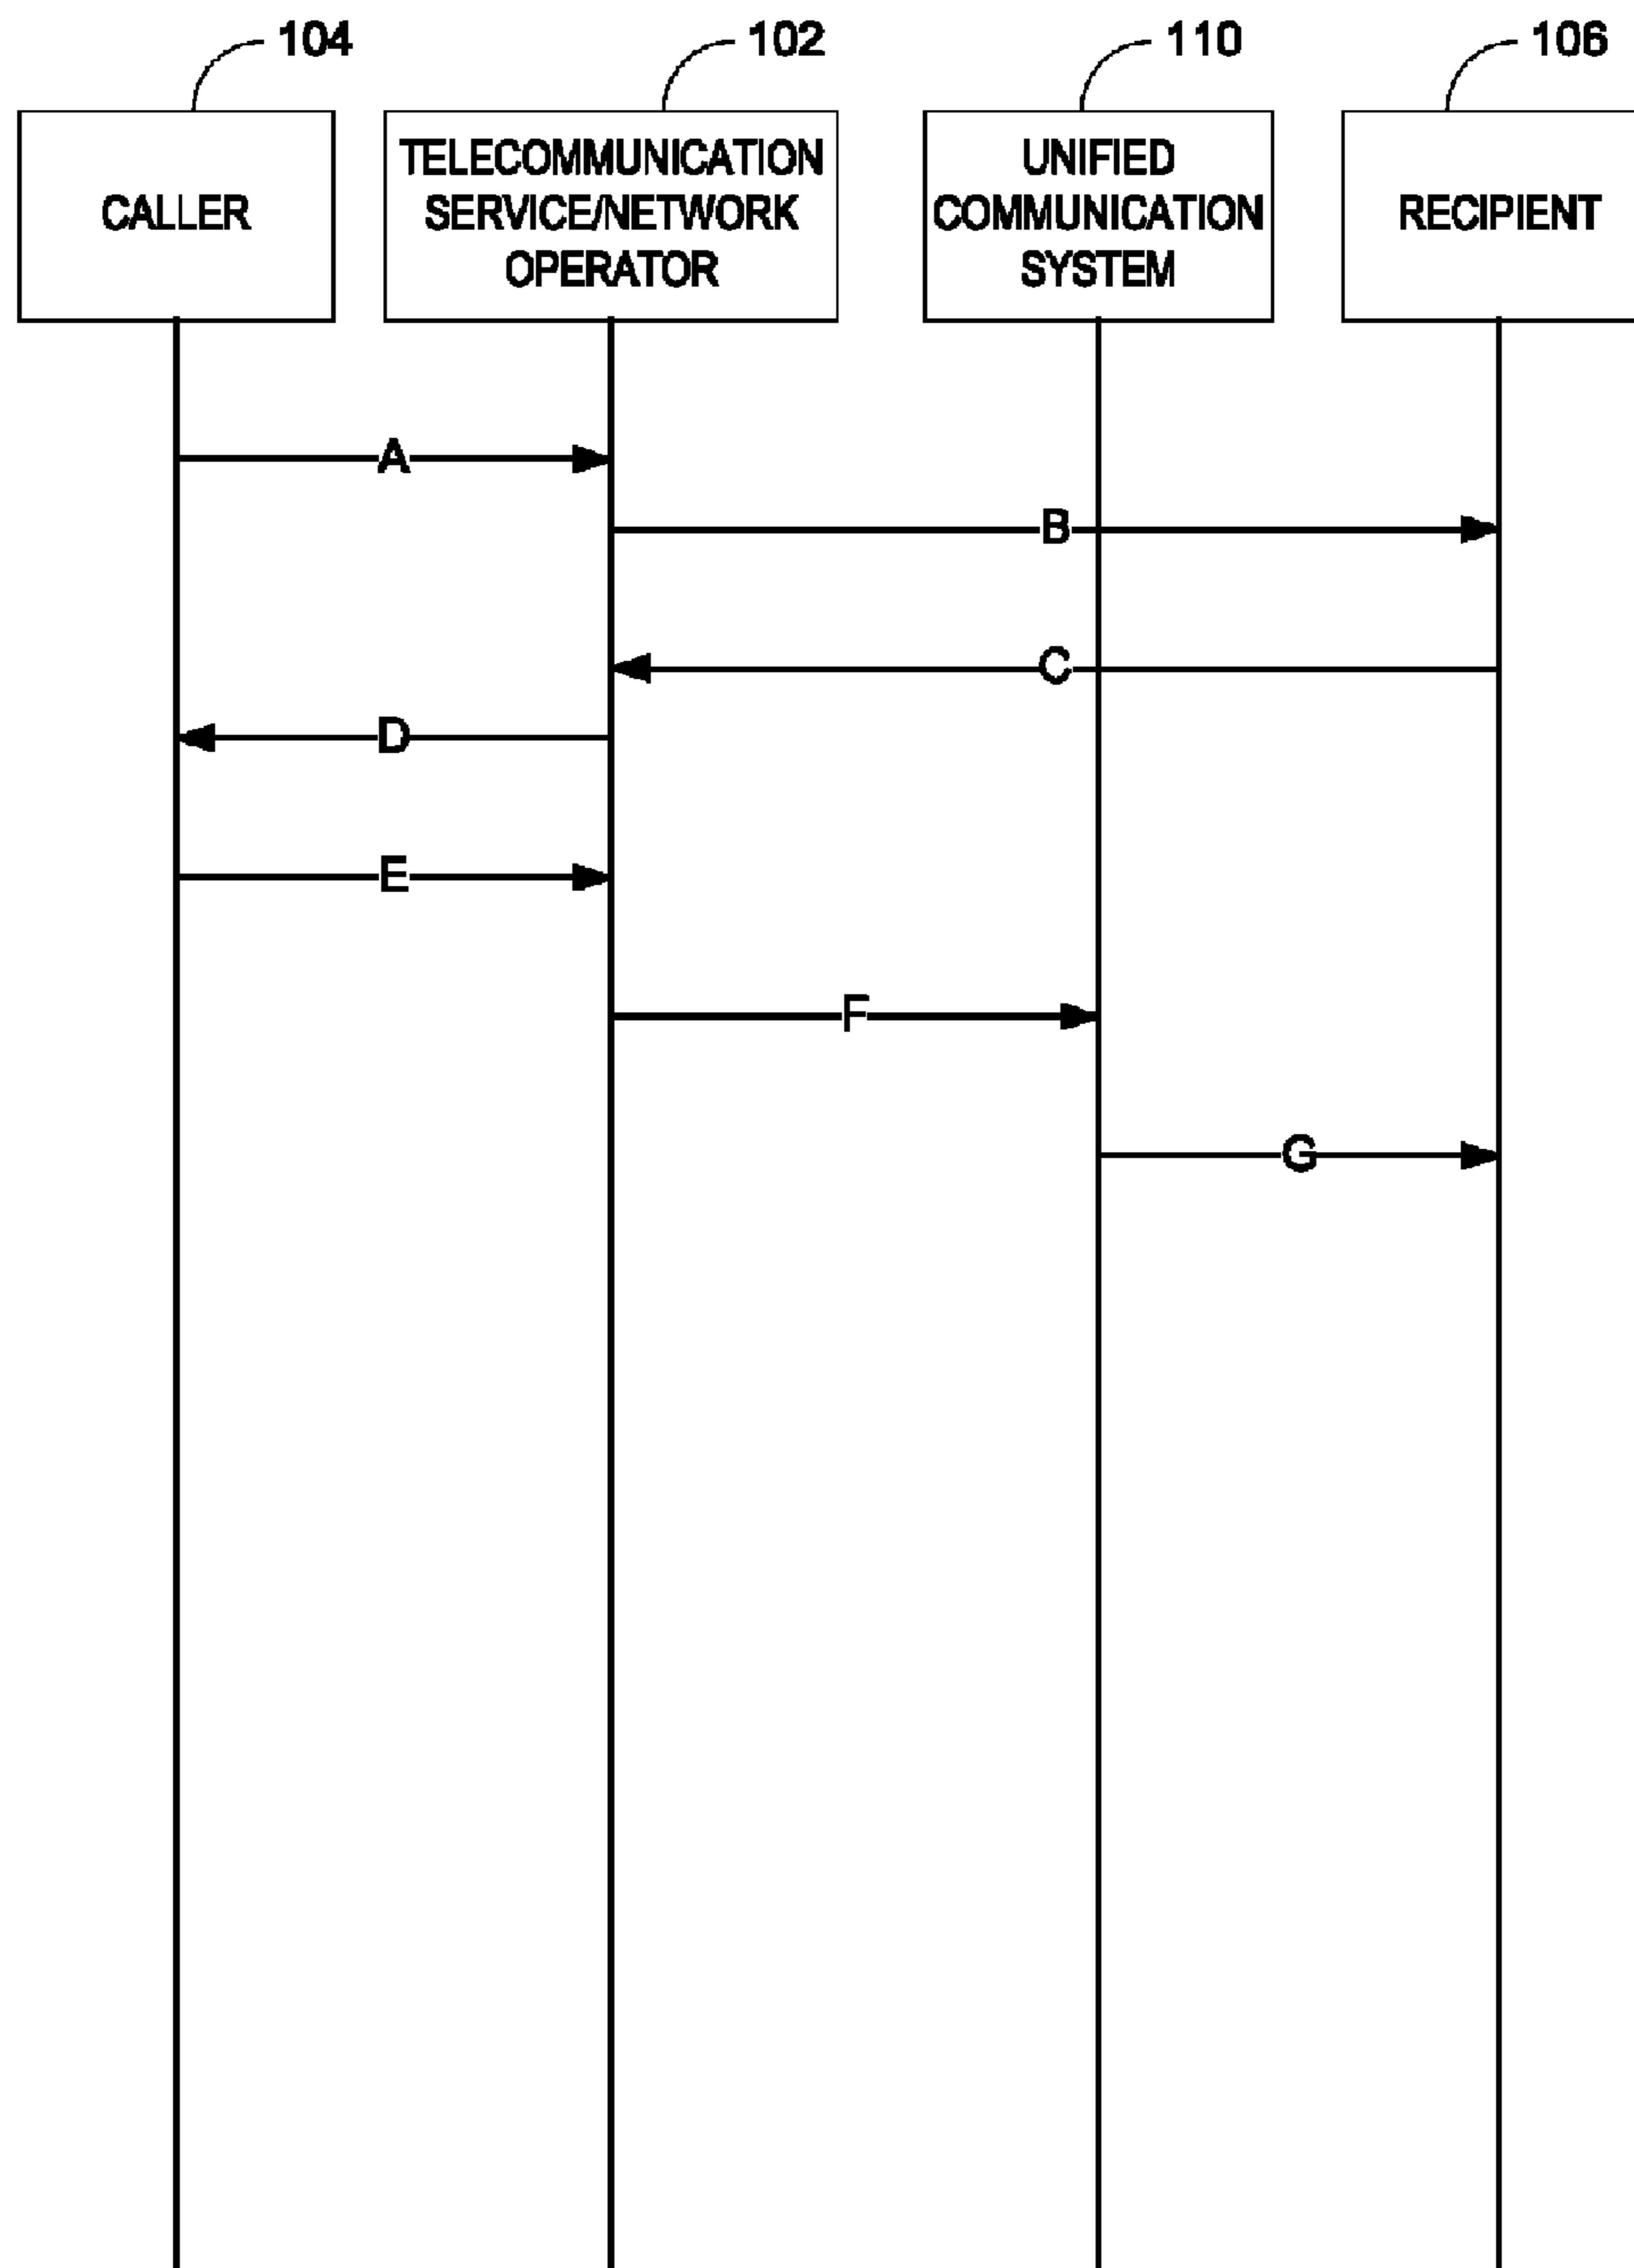 104
102
110
106
CALLER
TELECOMMUNICATION
SERVICE/NETWORK
OPERATOR
UNIFIED
COMMUNICATION
SYSTEM
RECIPIENT
A
B
C
D
E
F
G